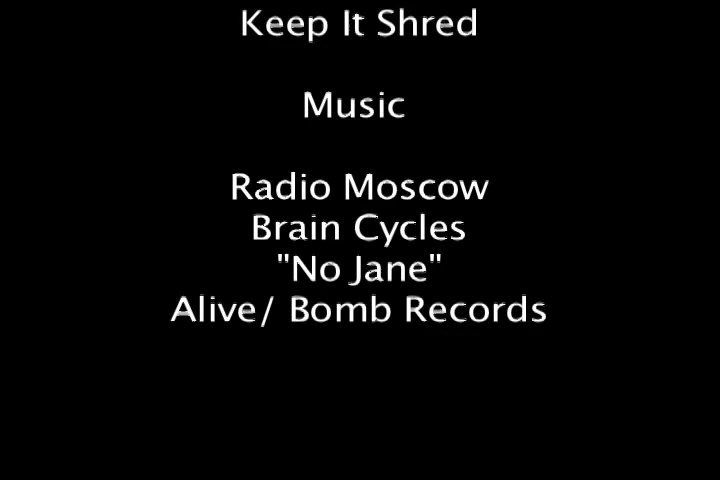 Keep It Shred
Music
Radio Moscow
Brain Cycles
"No Jane"
Alive/ Bomb Records